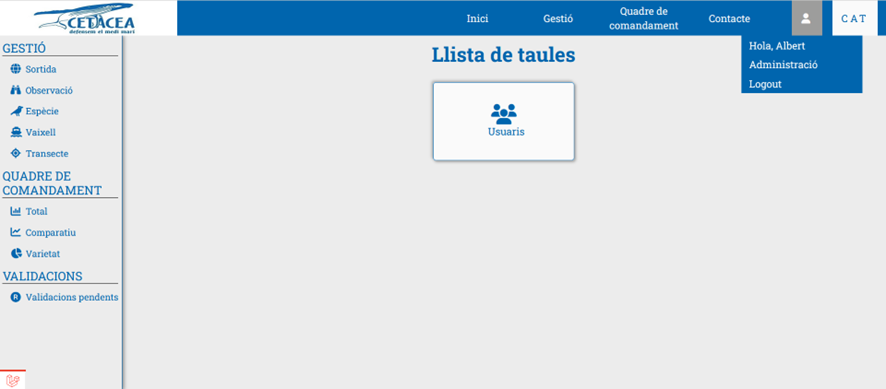 CETÀCEA
defensem el medi marí
Inici
Gestió
Quadre de
comandament
Contacte
CAT
Hola, Albert
Administració
Logout
GESTIÓ
Sortida
Observació
Espècie
Vaixell
Transecte
QUADRE DE
COMANDAMENT
Total
Comparatiu
Varietat
VALIDACIONS
R Validacions pendents
Llista de taules
Usuaris